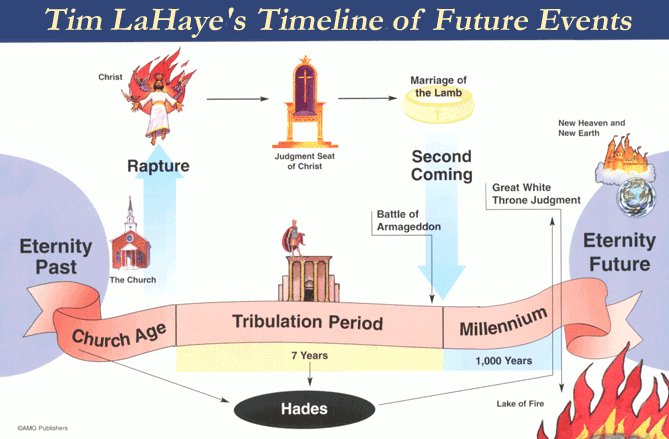 Tim LaHaye's Timeline of Future Events
Christ
Rapture
The Church
Judgment Seat
of Christ
Marriage of
the Lamb
Second
Coming
Battle of
Armageddon
Great White
Throne Judgment
New Heaven and
New Earth
Eternity
Past
Eternity
Future
Church Age
Tribulation Period
Millennium
7 Years
1,000 Years
Hades
Lake of Fire
©AMG Publishers